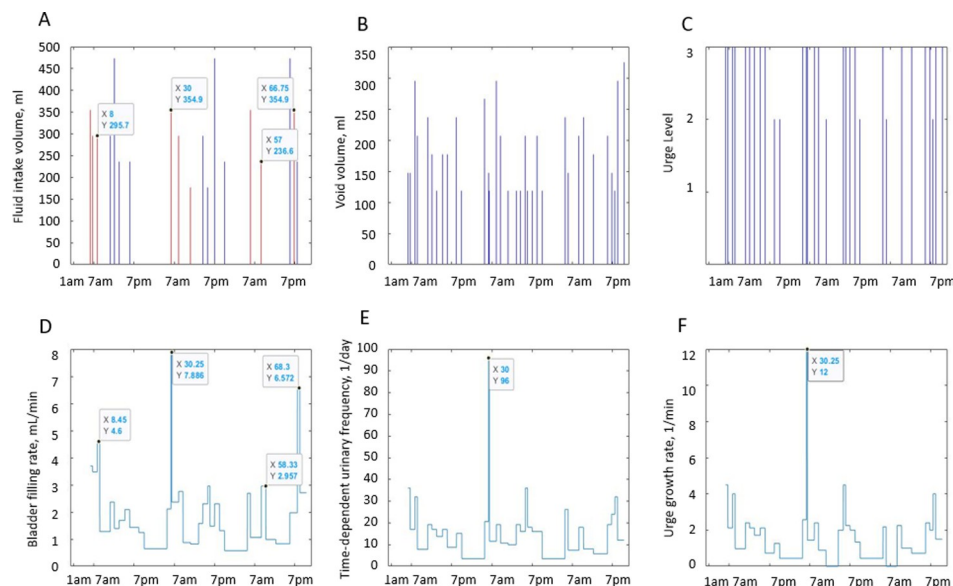 A
Fluid intake volume, ml
500
450
400
350
300
250
200
150
100
50
0
X 8
Y 295.7
X 30
Y 354.9
X 66.75
Y 354.9
X 57
Y 236.6
1am 7am 7pm 7am 7pm 7am 7pm
B
Void volume, ml
350
300
250
200
150
100
50
0
1am 7am 7pm 7am 7pm 7am 7pm
C
Urge Level
3
2
1
1am 7am 7pm 7am 7pm 7am 7pm
D
Bladder filling rate, mL/min
8
7
6
5
4
3
2
1
0
X 8.45
Y 4.6
X 30.25
Y 7.886
X 68.3
Y 6.572
X 58.33
Y 2.957
1am 7am 7pm 7am 7pm 7am 7pm
E
Time-dependent urinary frequency, 1/day
100
90
80
70
60
50
40
30
20
10
0
X 30
Y 96
1am 7am 7pm 7am 7pm 7am 7pm
F
Urge growth rate, 1/min
12
10
8
6
4
2
0
X 30.25
Y 12
1am 7am 7pm 7am 7pm 7am 7pm